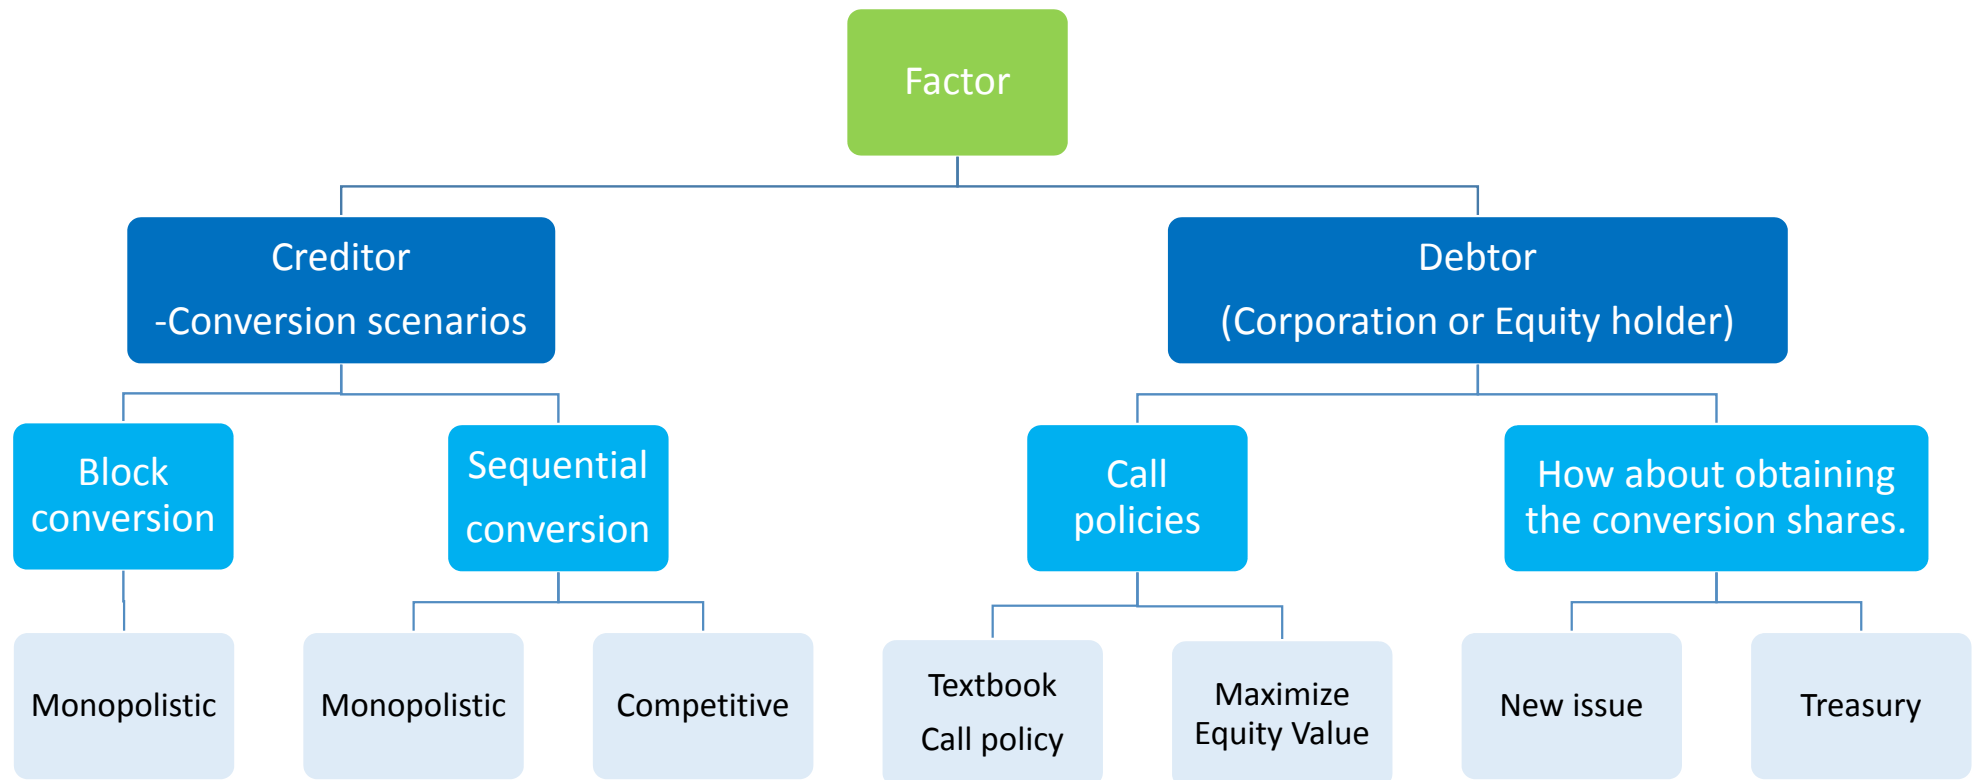 Factor
Creditor
-Conversion scenarios
Debtor
(Corporation or Equity holder)
Block
conversion
Sequential
conversion
Call
policies
How about obtaining
the conversion shares.
Monopolistic
Monopolistic
Competitive
Textbook
Call policy
Maximize
Equity Value
New issue
Treasury